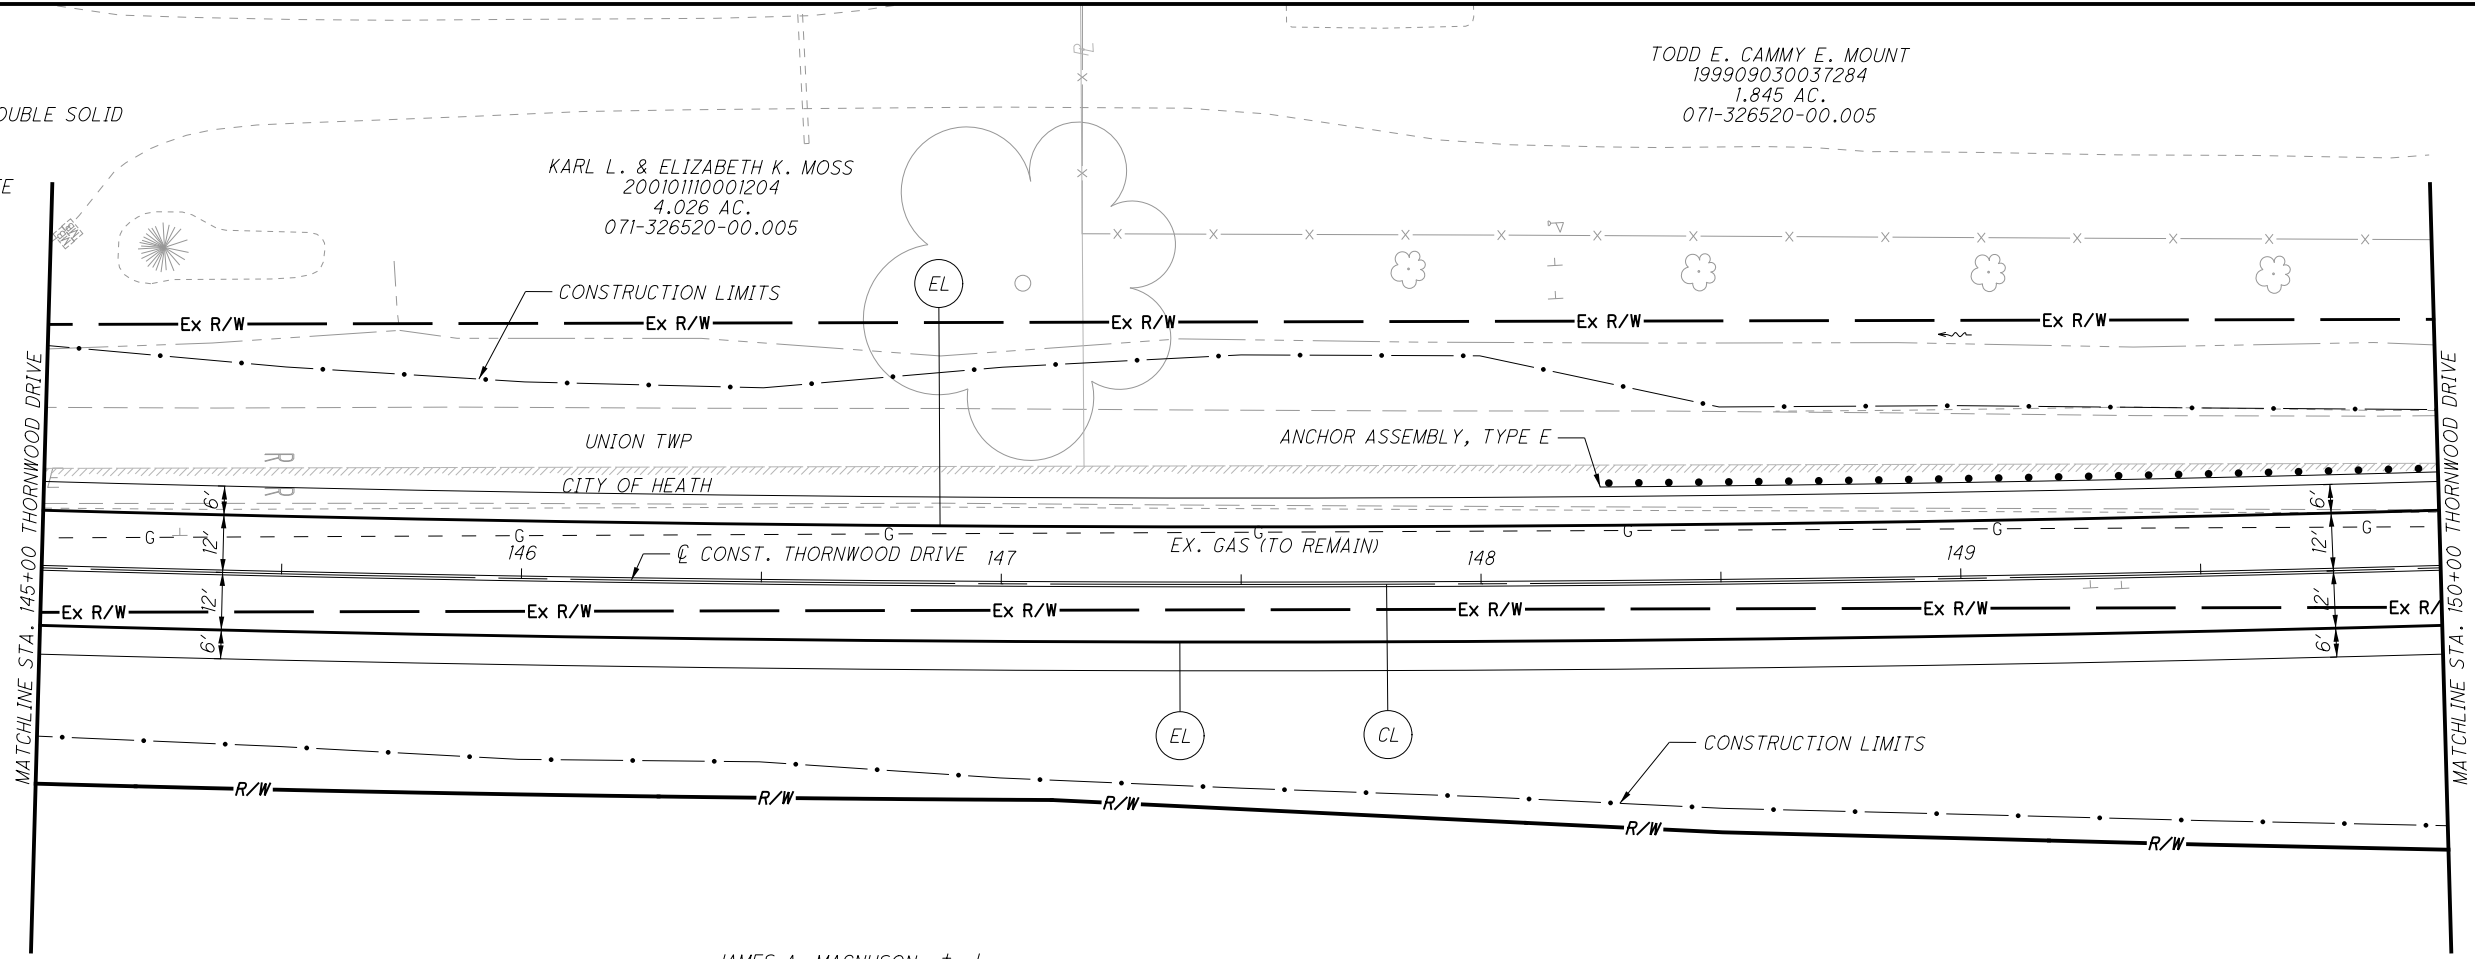 TODD E. CAMMY E. MOUNT
199909030037284
1.845 AC.
071-326520-00.005
OUBLE SOLID
KARL L. & ELIZABETH K. MOSS
200101110001204
4.026 AC.
071-326520-00.005
TE
EL
CONSTRUCTION LIMITS
Ex R/W Ex R/W Ex R/W Ex R/W Ex R/W
MATCHLINE STA. 145+00 THORNWOOD DRIVE
MATCHLINE STA. 150+00 THORNWOOD DRIVE
UNION TWP
ANCHOR ASSEMBLY, TYPE E
R
R
CITY OF HEATH
6' 6'
G G G G G G G
12' 12'
EX. GAS (TO REMAIN)
146 147 148 149
℄ CONST. THORNWOOD DRIVE
12' 12'
Ex R/W Ex R/W Ex R/W Ex R/W Ex R/W Ex R/
6' 6'
EL CL
CONSTRUCTION LIMITS
R/W R/W R/W R/W R/W
JAMES A. MAGNUSON